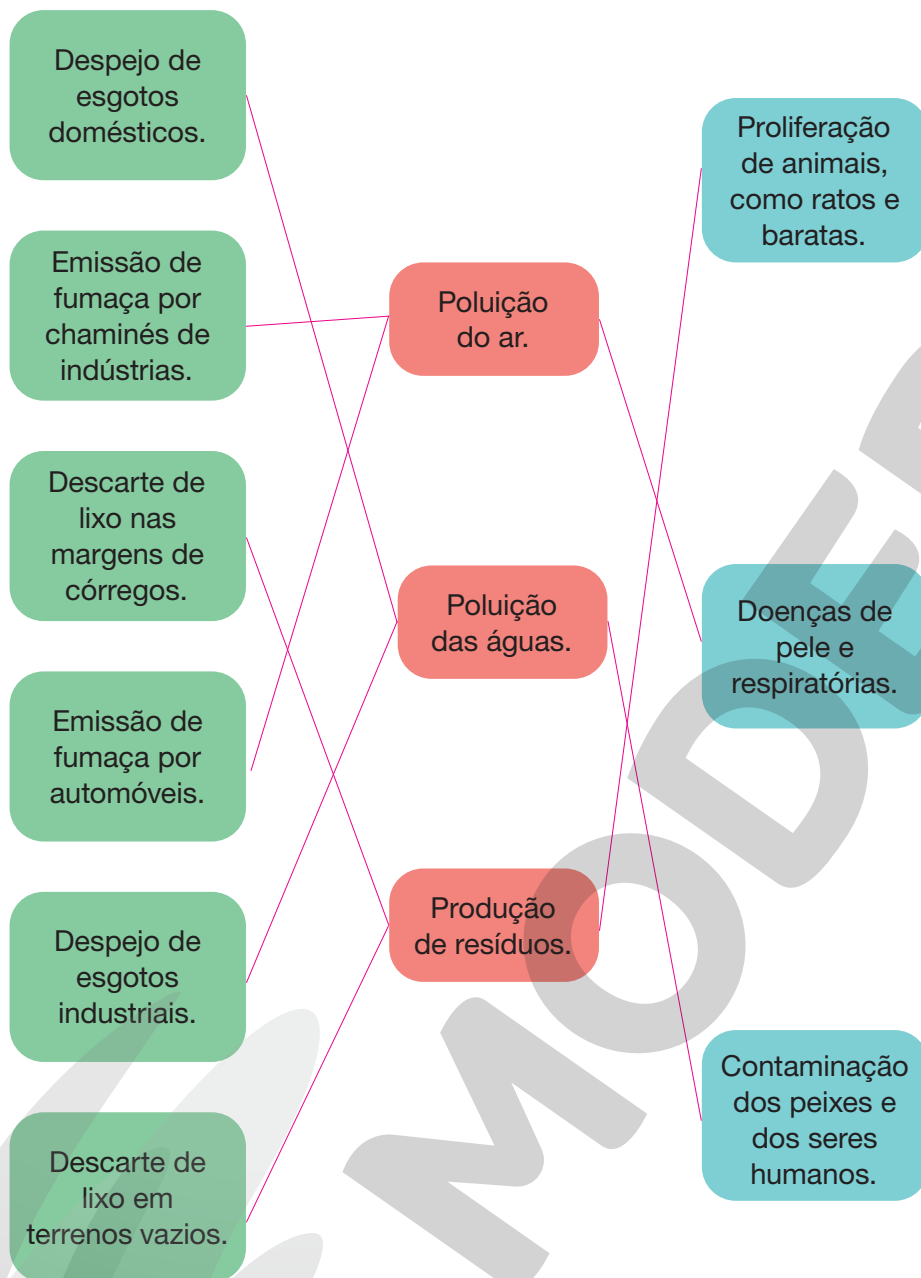 Despejo de
esgotos
domésticos.
Emissão de
fumaça por
chaminés de
indústrias.
Descarte de
lixo nas
margens de
córregos.
Emissão de
fumaça por
automóveis.
Despejo de
esgotos
industriais.
Descarte de
lixo em
terrenos vazios.
Poluição
do ar.
Poluição
das águas.
Produção
de resíduos.
Proliferação
de animais,
como ratos e
baratas.
Doenças de
pele e
respiratórias.
Contaminação
dos peixes e
dos seres
humanos.